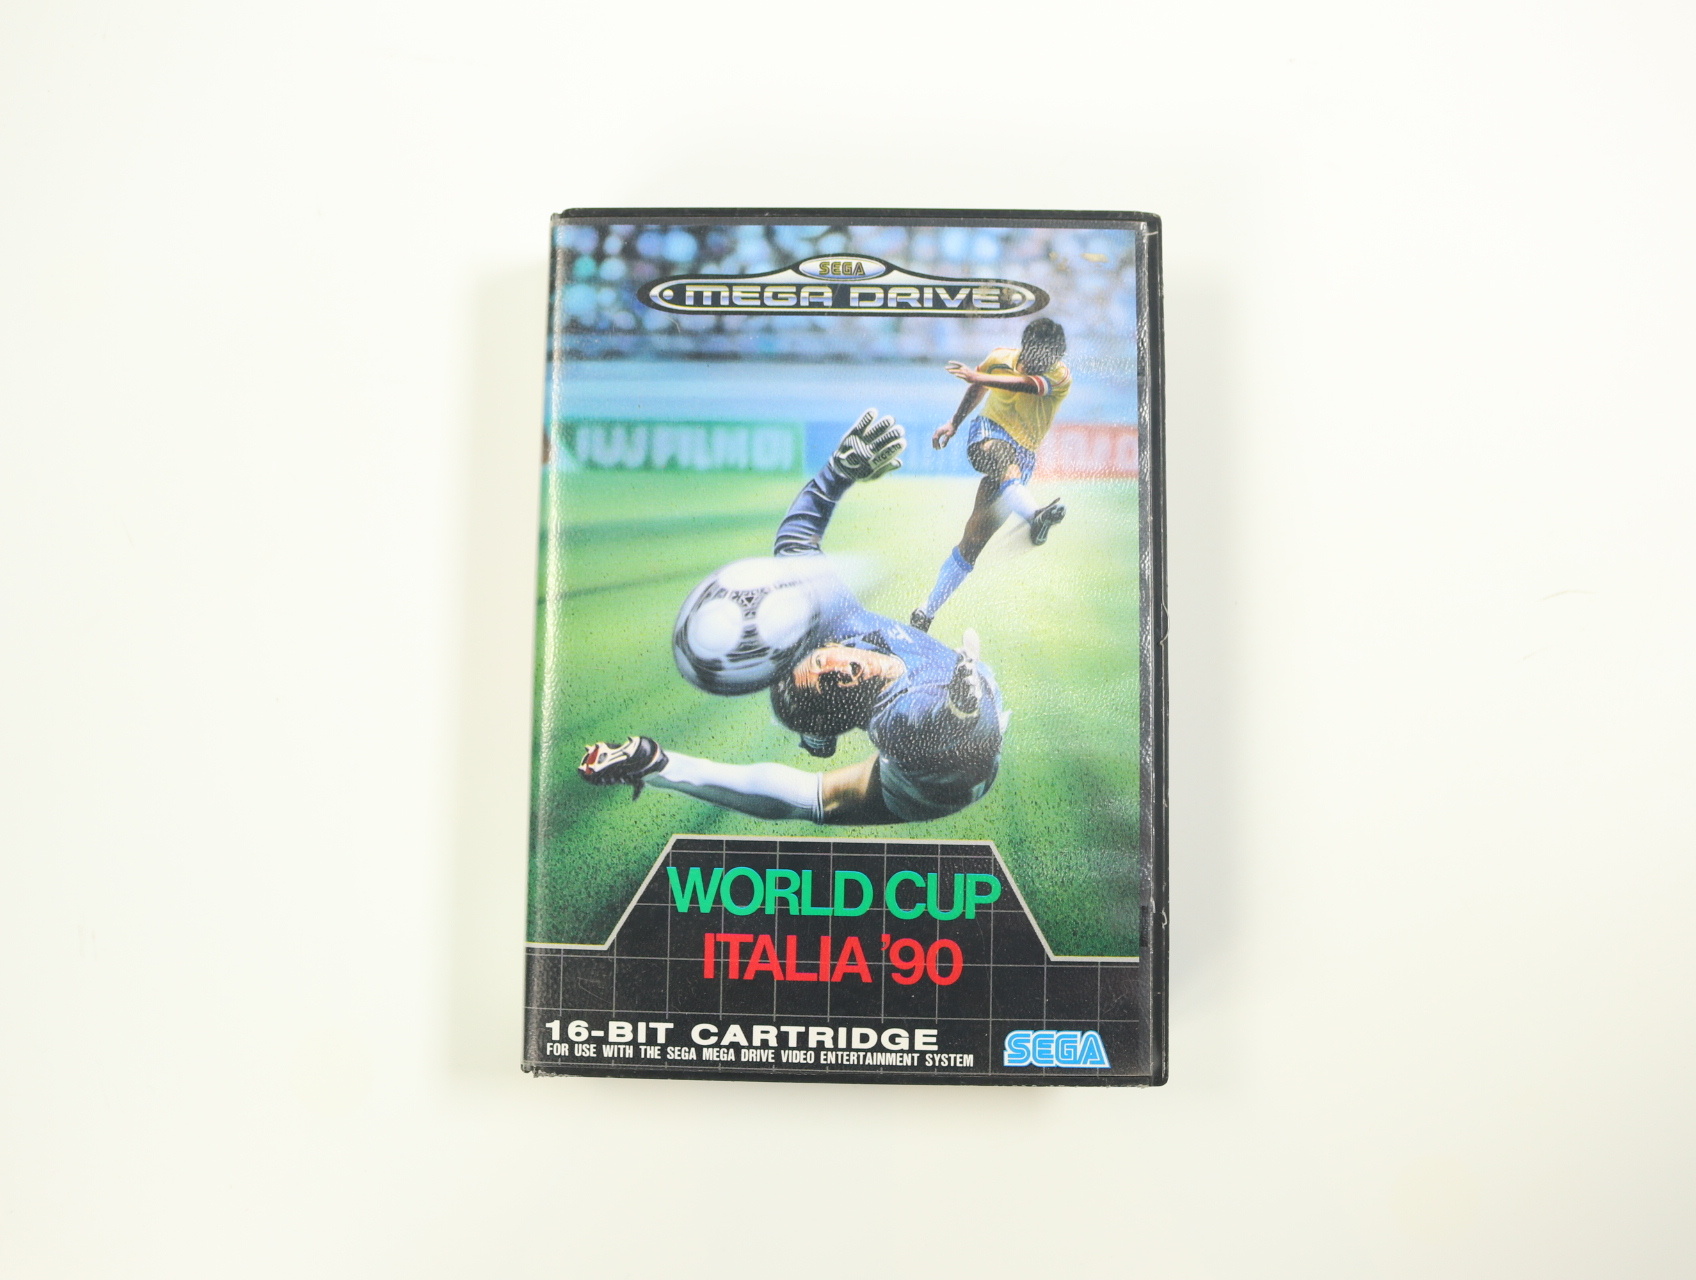 SEGA
MEGA DRIVE
WORLD CUP
ITALIA '90
16-BIT CARTRIDGE
FOR USE WITH THE SEGA MEGA DRIVE VIDEO ENTERTAINMENT SYSTEM
SEGA